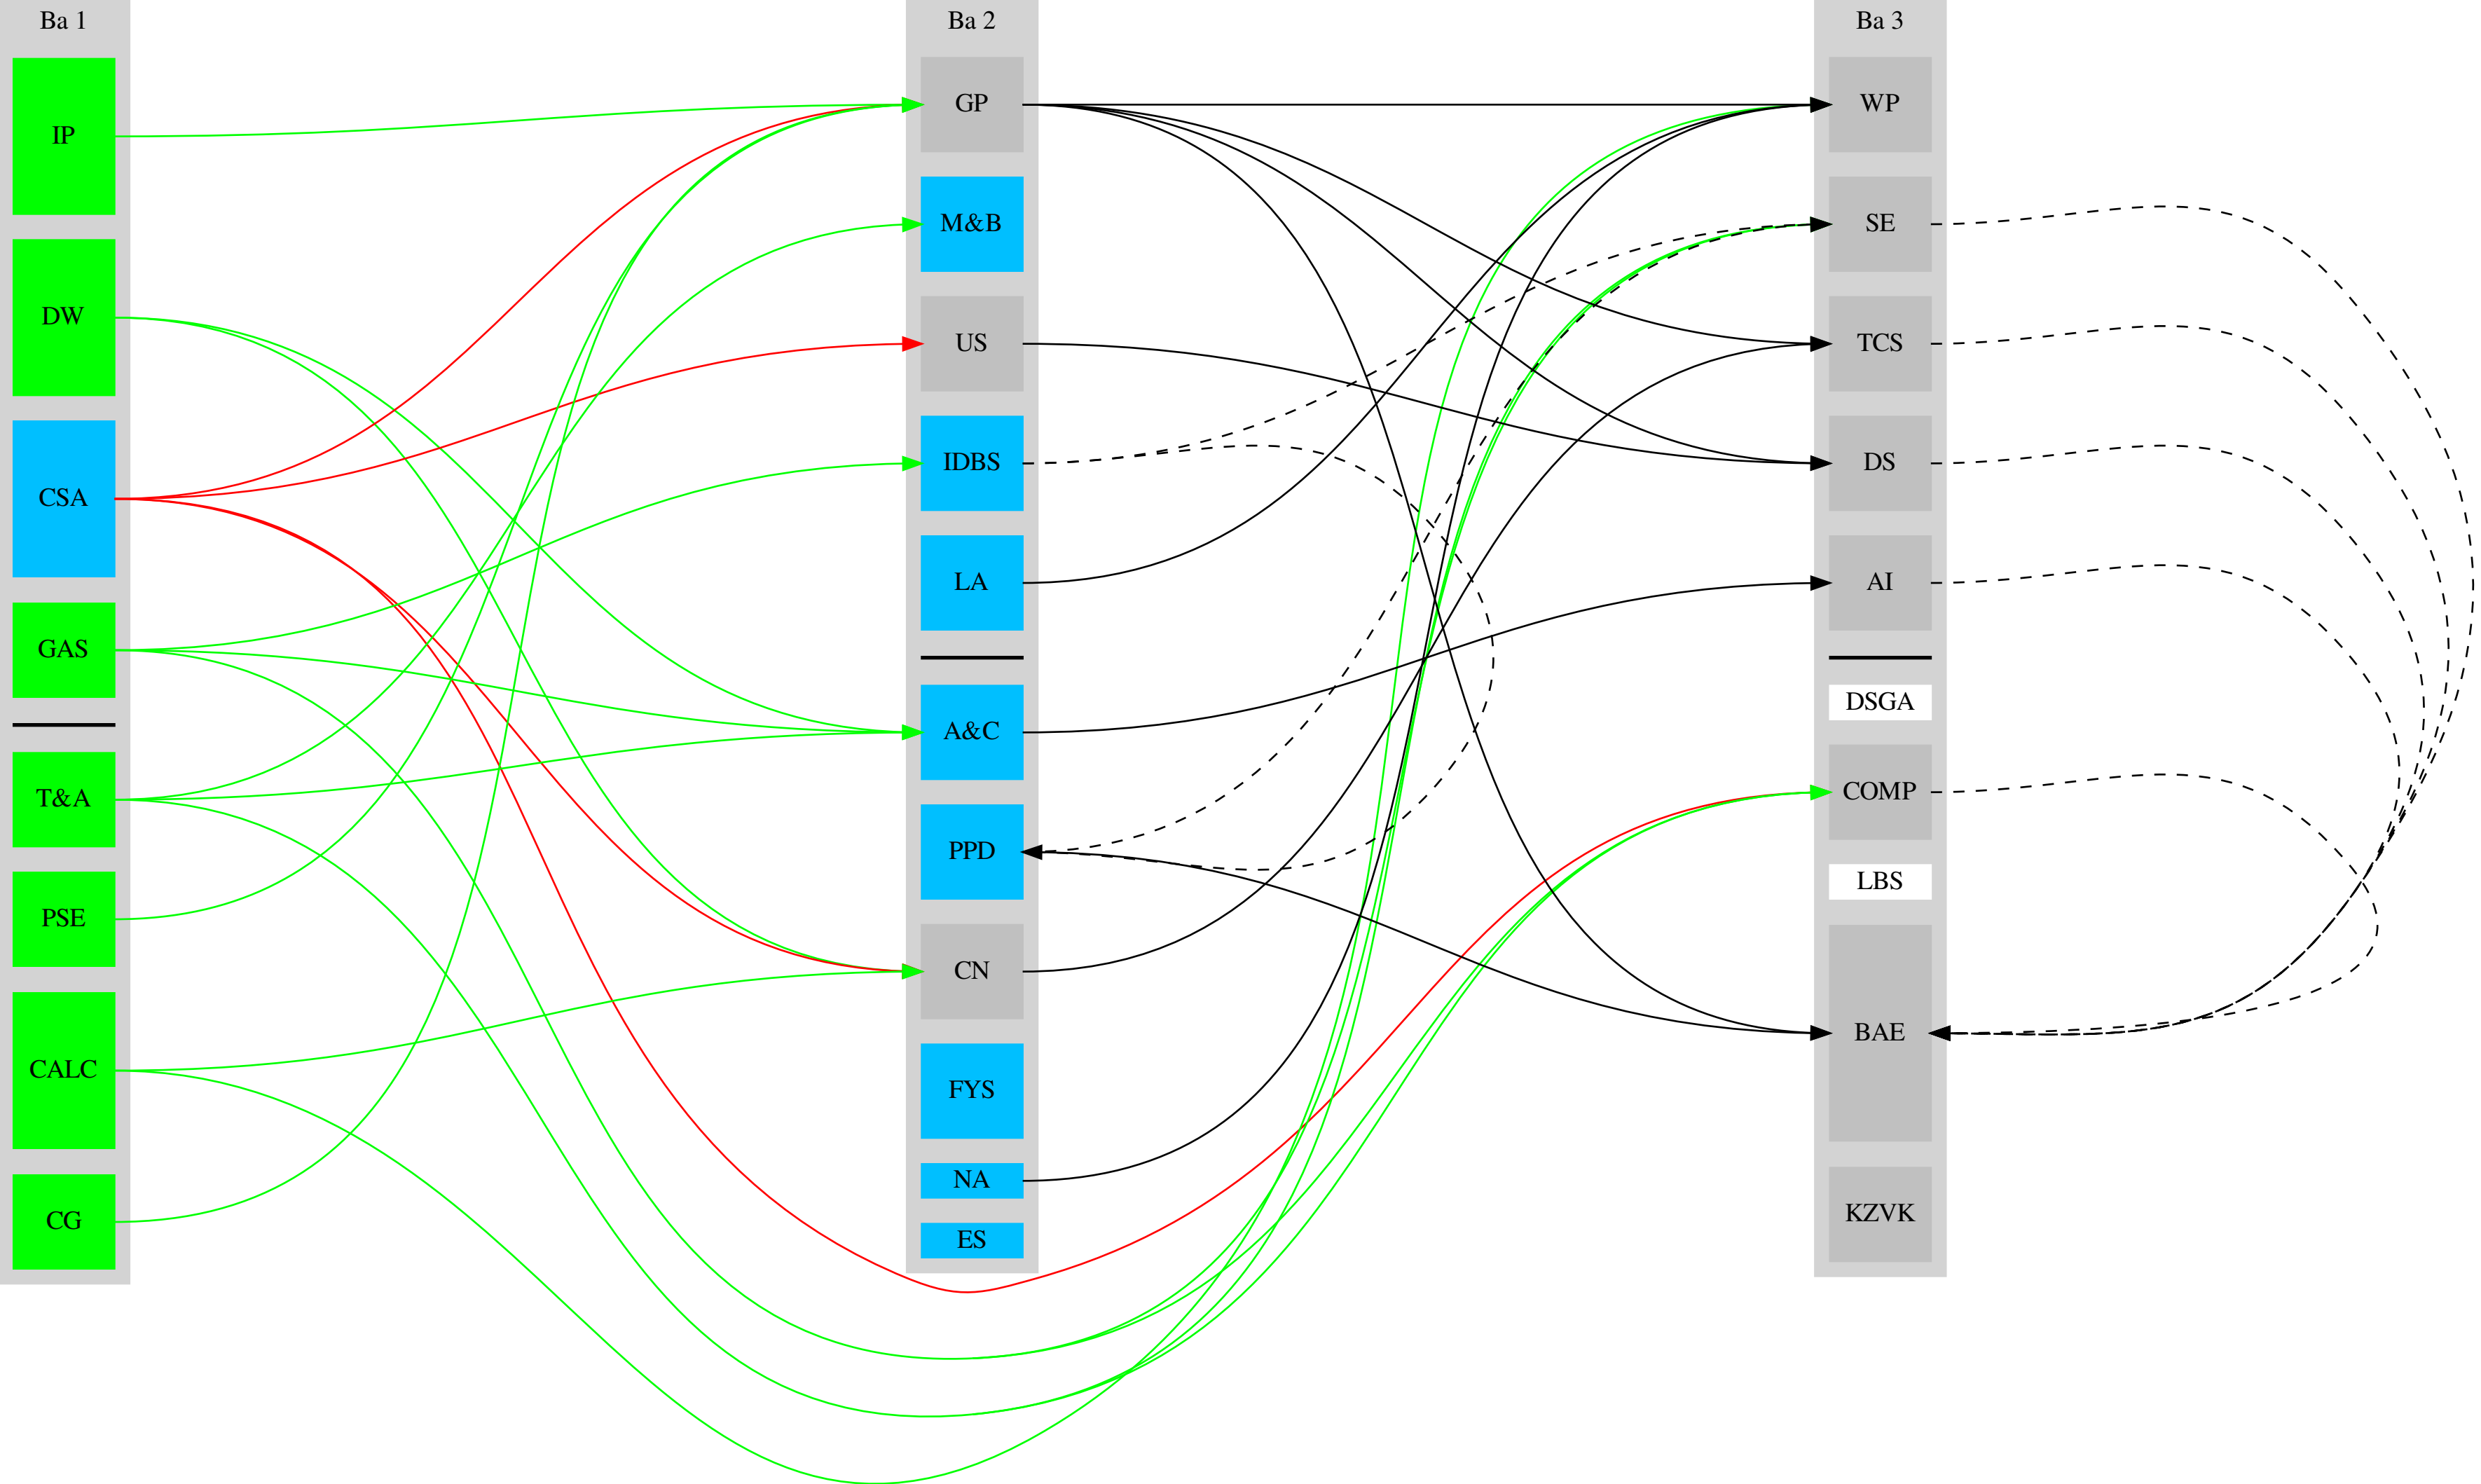 Ba 1
IP
DW
CSA
GAS
T&A
PSE
CALC
CG
Ba 2
GP
M&B
US
IDBS
LA
A&C
PPD
CN
FYS
NA
ES
Ba 3
WP
SE
TCS
DS
AI
DSGA
COMP
LBS
BAE
KZVK